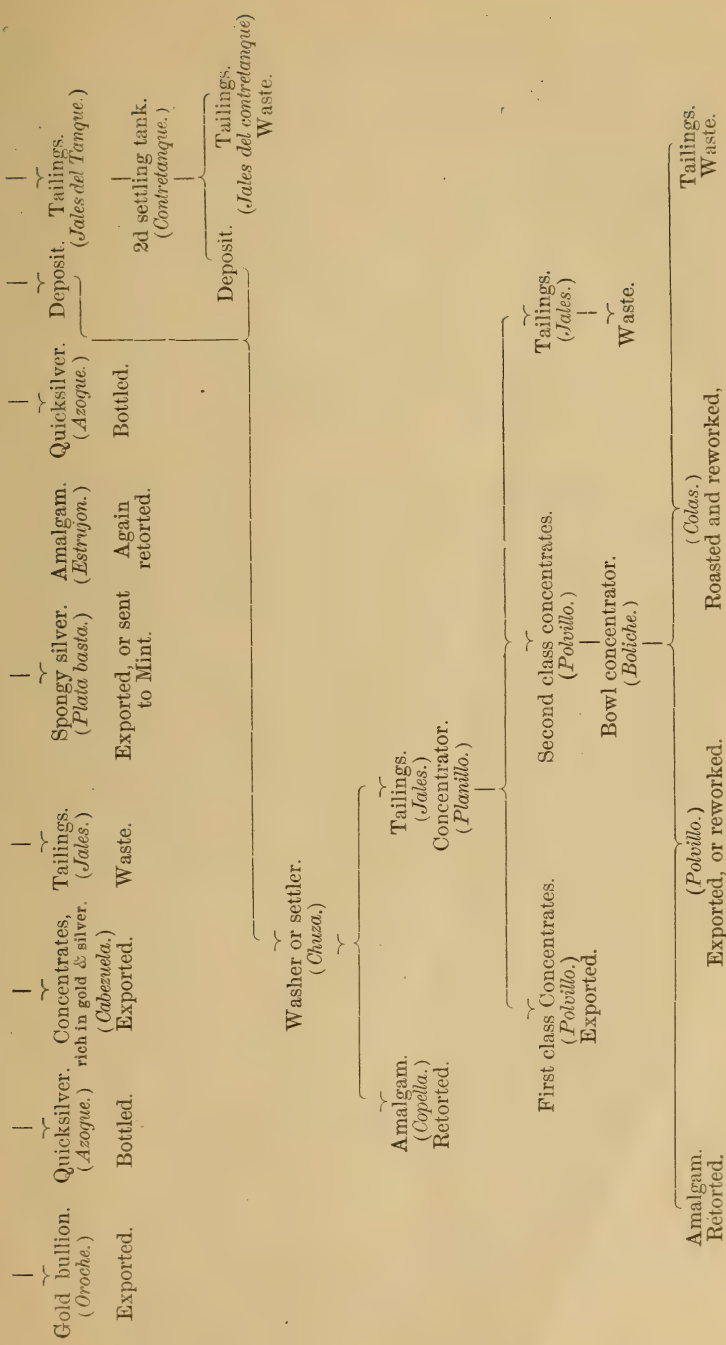 Gold bullion.
(Oroche.)
Exported.
Quicksilver.
(Azogue.)
Bottled.
Concentrates,
rich in gold & silver.
(Cabezuela.)
Exported.
Tailings.
(Jales.)
Waste.
Spongy silver.
(Plata basta.)
Exported, or sent
to Mint.
Amalgam.
(Estrujon.)
Again
retorted.
Quicksilver.
(Azogue.)
Bottled.
Deposit.
Tailings.
(Jales del Tanque.)
2d settling tank.
(Contretanque.)
Deposit.
Tailings.
(Jales del contretanque)
Waste.
Washer or settler.
(Chuza.)
Amalgam.
(Copella.)
Retorted.
Tailings.
(Jales.)
Concentrator.
(Planillo.)
First class Concentrates.
(Polvillo.)
Exported.
Second class concentrates.
(Polvillo.)
Bowl concentrator.
(Boliche.)
Tailings.
(Jales.)
Waste.
Amalgam.
Retorted.
(Polvillo.)
Exported, or reworked.
(Colas.)
Roasted and reworked,
Tailings.
Waste.